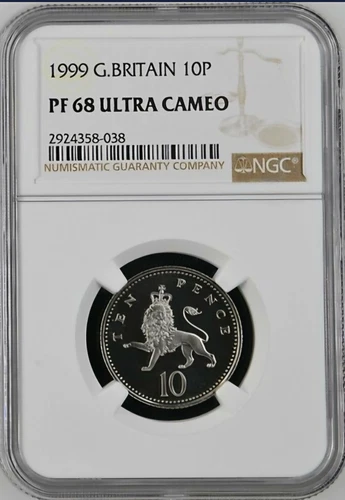 1999 G.BRITAIN 10P
PF 68 ULTRA CAMEO
2924358-038
NUMISMATIC GUARANTY COMPANY
NGC®
TEN PENCE
10